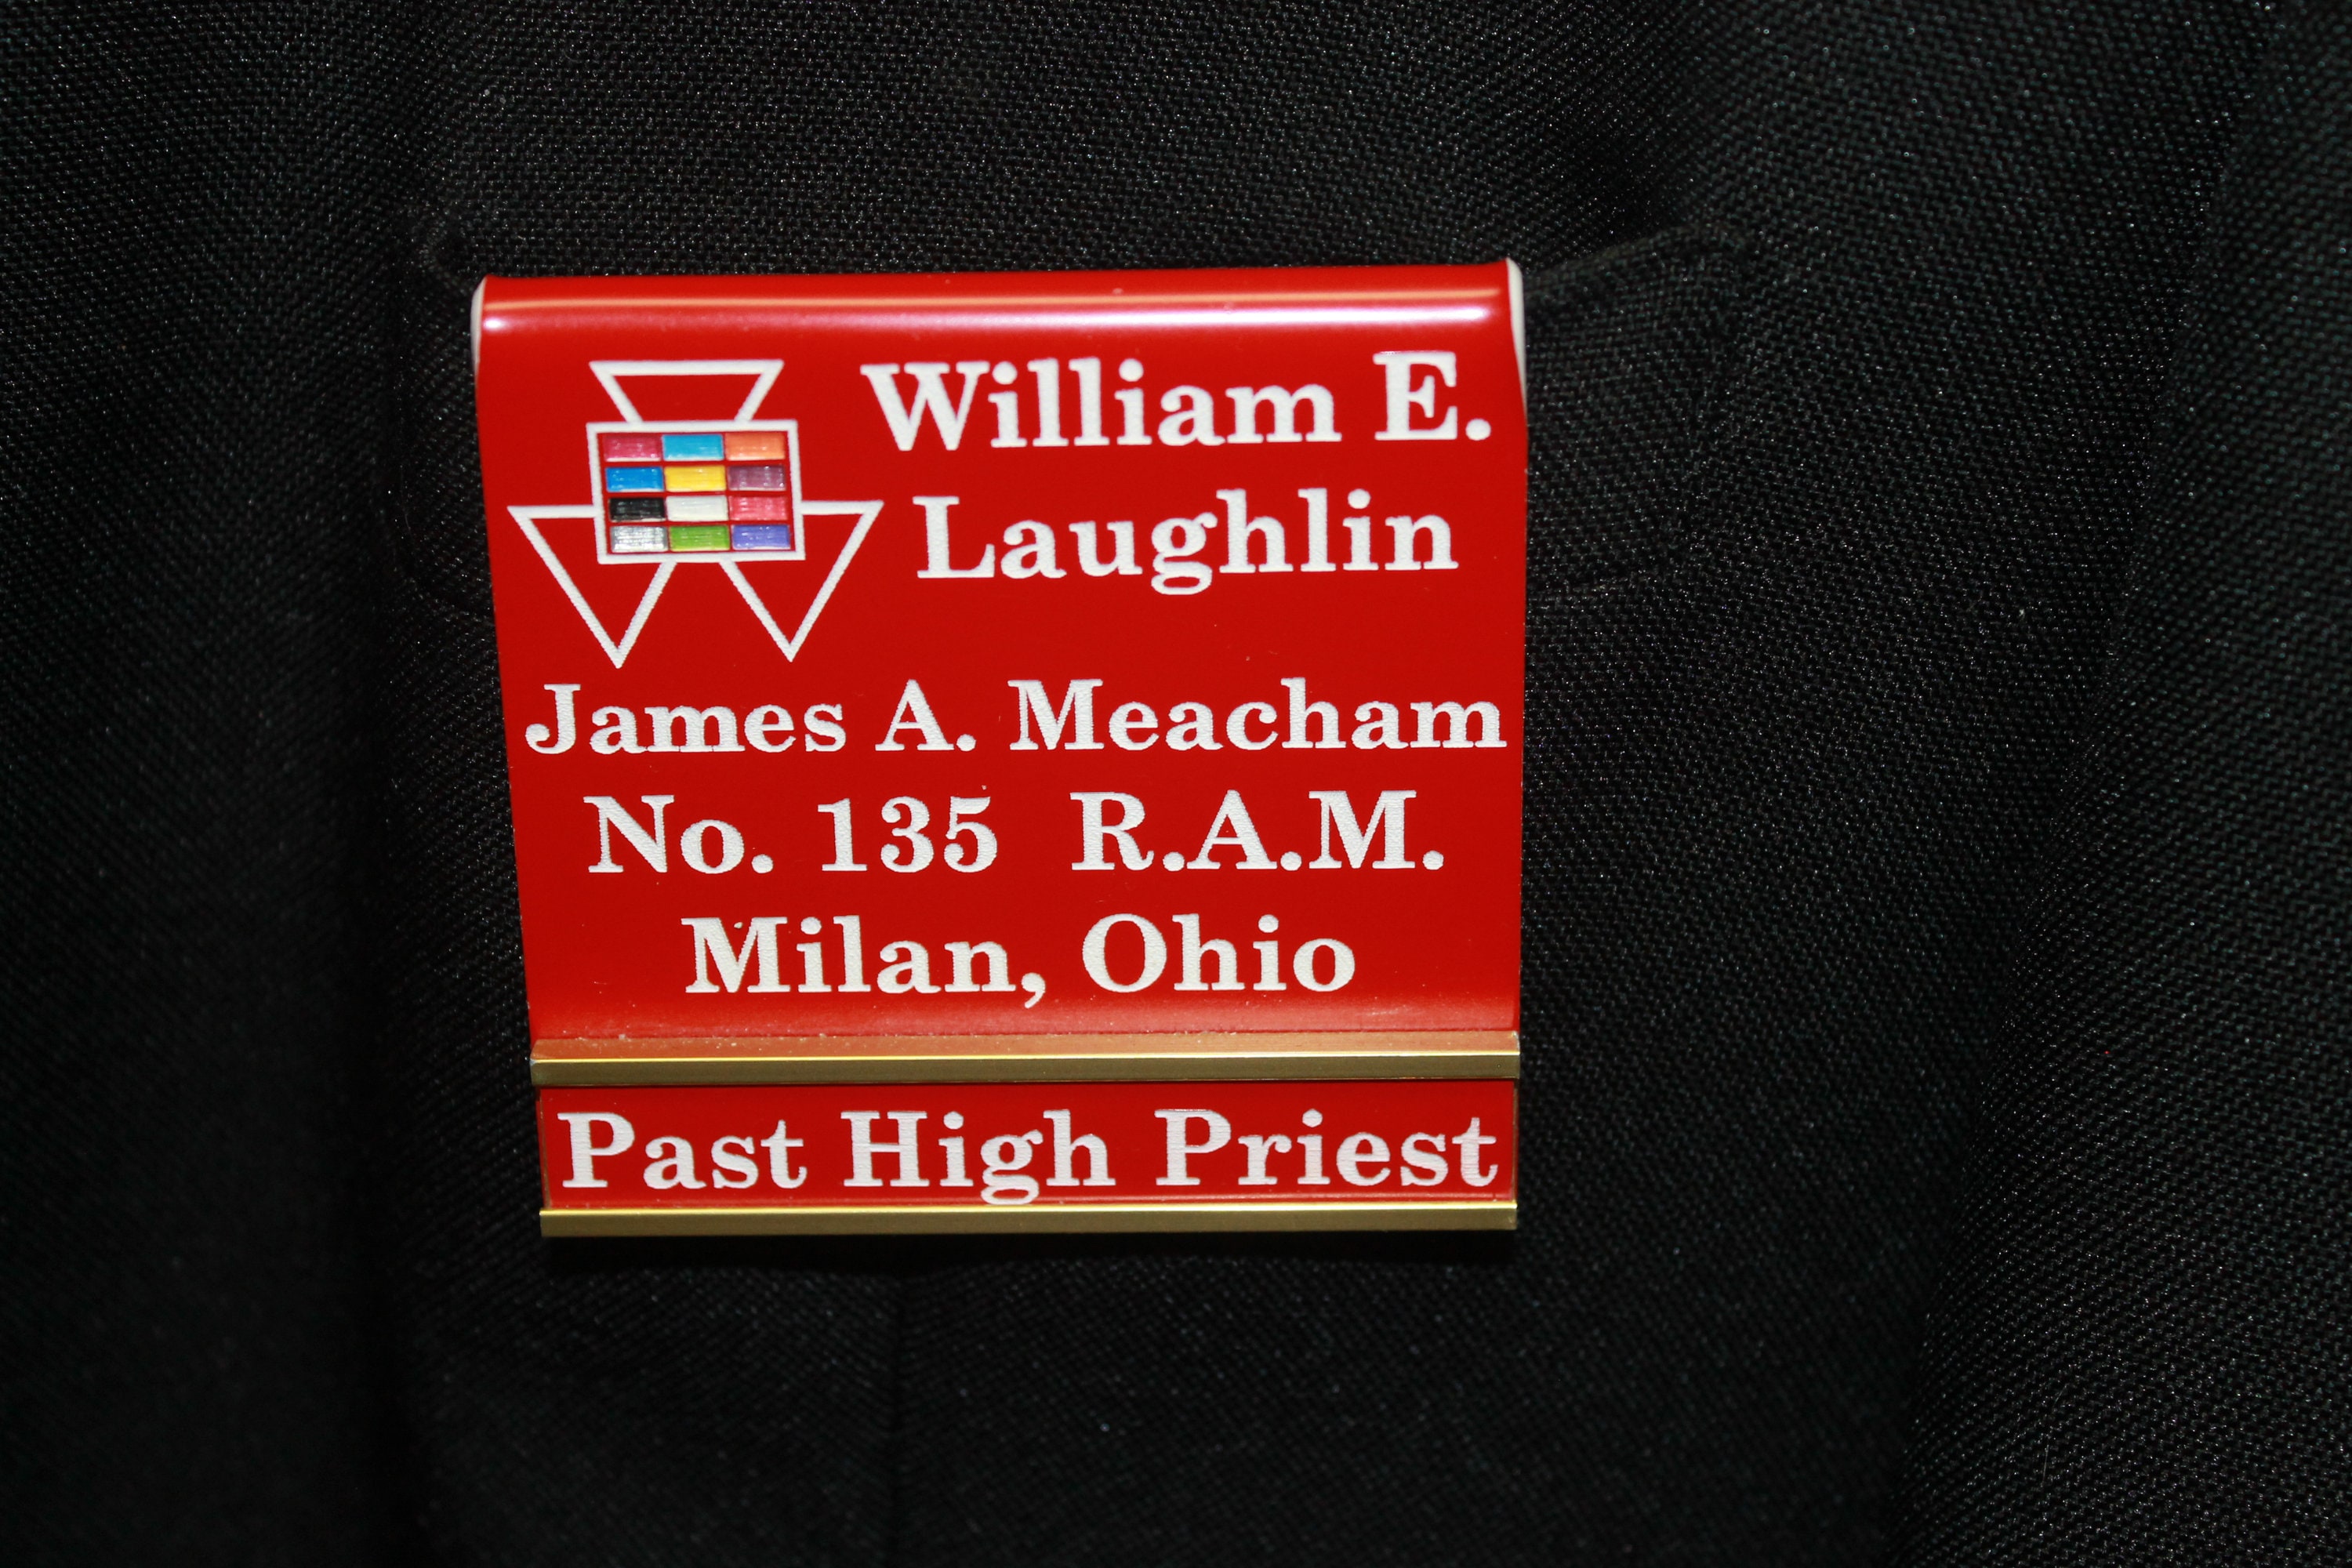 William E.
Laughlin
James A. Meacham
No. 135 R.A.M.
Milan, Ohio
Past High Priest